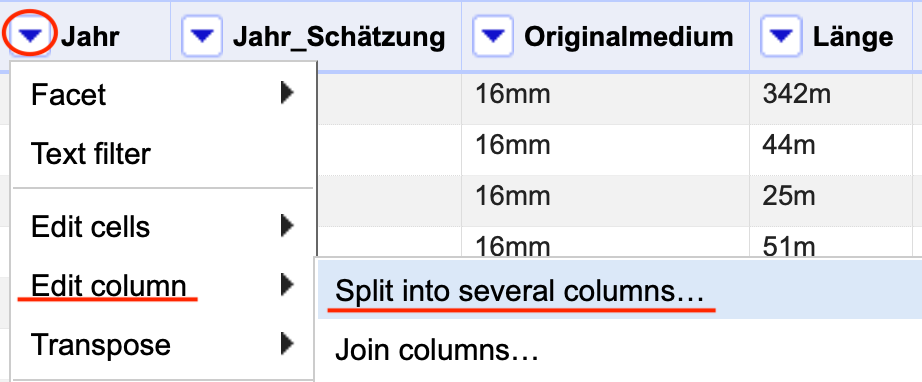 Jahr Jahr_Schätzung Originalmedium Länge
Facet 16mm 342m
Text filter 16mm 44m
16mm 25m
Edit cells 16mm 51m
Edit column Split into several columns…
Transpose Join columns…